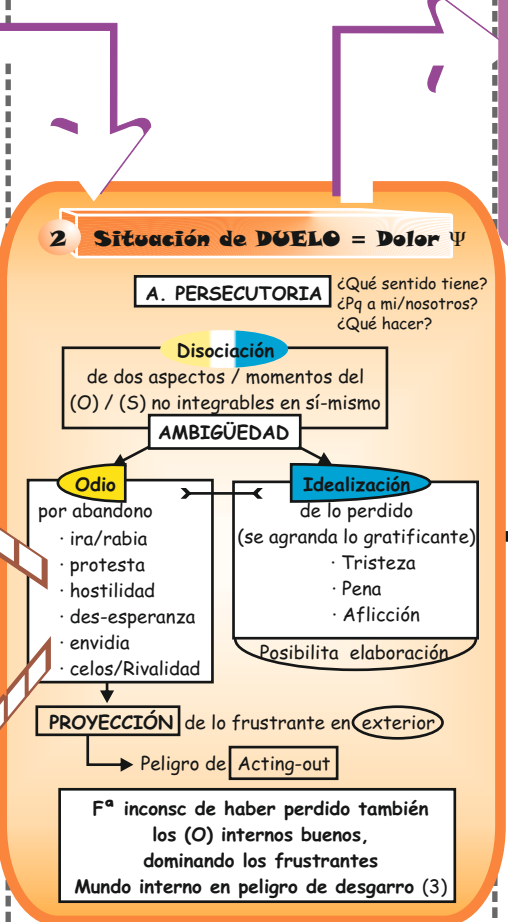 2 Situación de DUELO = Dolor Ψ
A. PERSECUTORIA
¿Qué sentido tiene?
¿Pq a mi/nosotros?
¿Qué hacer?
Disociación
de dos aspectos / momentos del
(O) / (S) no integrables en sí-mismo
AMBIGÜEDAD
Odio
por abandono
· ira/rabia
· protesta
· hostilidad
· des-esperanza
· envidia
· celos/Rivalidad
Idealización
de lo perdido
(se agranda lo gratificante)
· Tristeza
· Pena
· Aflicción
Posibilita elaboración
PROYECCIÓN de lo frustrante en exterior
Peligro de Acting-out
Fª inconsc de haber perdido también
los (O) internos buenos,
dominando los frustrantes
Mundo interno en peligro de desgarro (3)